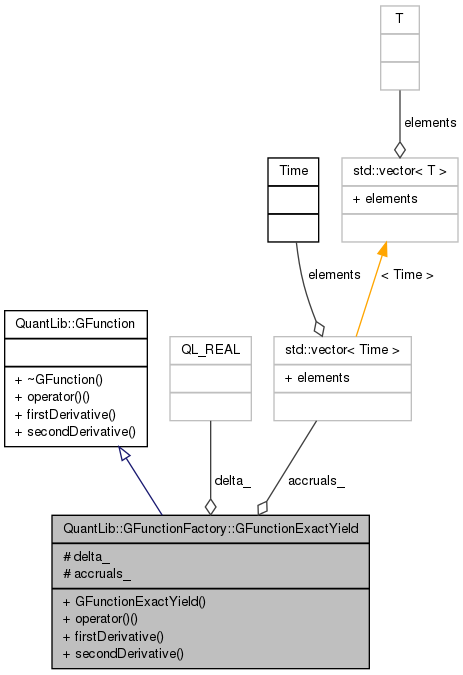 T
elements
std::vector< T >
+ elements
Time
elements
< Time >
QuantLib::GFunction
+ ~GFunction()
+ operator()()
+ firstDerivative()
+ secondDerivative()
QL_REAL
std::vector< Time >
+ elements
delta_
accruals_
QuantLib::GFunctionFactory::GFunctionExactYield
# delta_
# accruals_
+ GFunctionExactYield()
+ operator()()
+ firstDerivative()
+ secondDerivative()